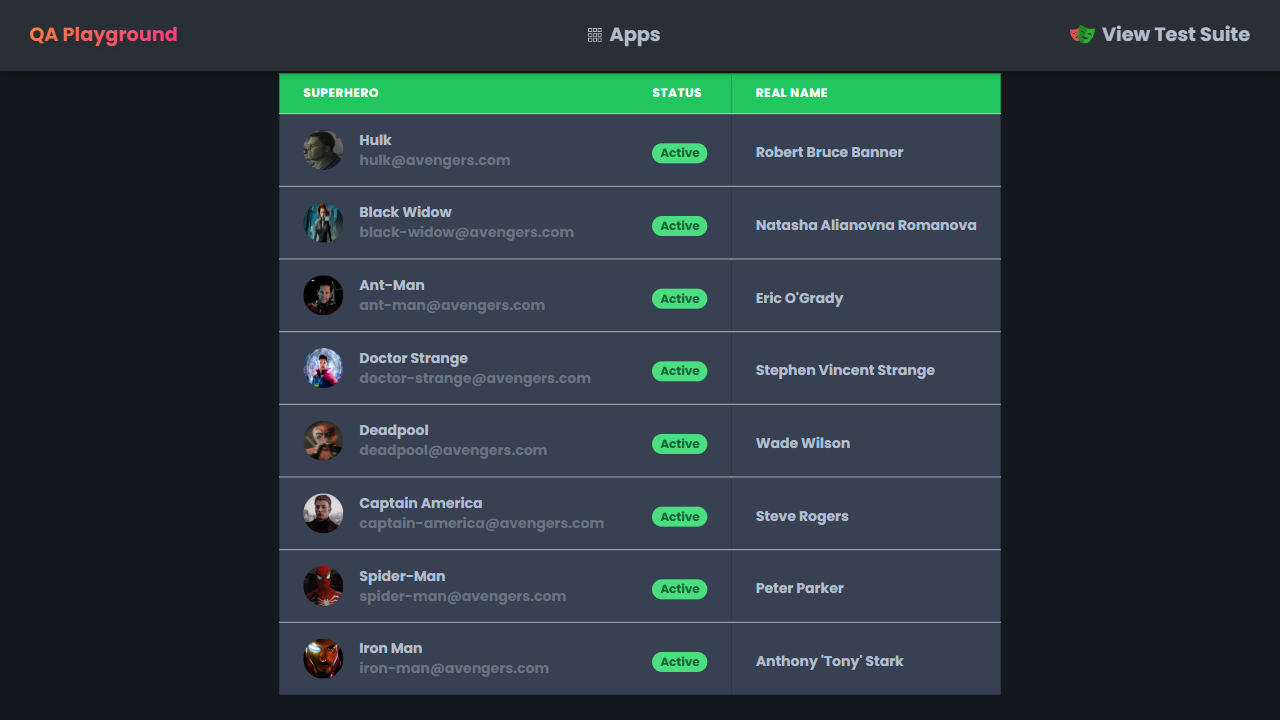 QA Playground
Apps
View Test Suite
SUPERHERO STATUS REAL NAME
Hulk
hulk@avengers.com
Active
Robert Bruce Banner
Black Widow
black-widow@avengers.com
Active
Natasha Alianovna Romanova
Ant-Man
ant-man@avengers.com
Active
Eric O'Grady
Doctor Strange
doctor-strange@avengers.com
Active
Stephen Vincent Strange
Deadpool
deadpool@avengers.com
Active
Wade Wilson
Captain America
captain-america@avengers.com
Active
Steve Rogers
Spider-Man
spider-man@avengers.com
Active
Peter Parker
Iron Man
iron-man@avengers.com
Active
Anthony 'Tony' Stark